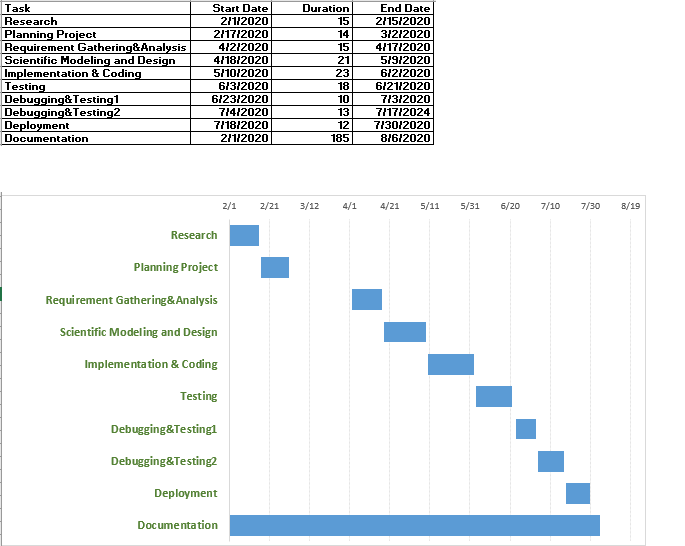 Task Start Date Duration End Date
Research 2/1/2020 15 2/15/2020
Planning Project 2/17/2020 14 3/2/2020
Requirement Gathering&Analysis 4/2/2020 15 4/17/2020
Scientific Modeling and Design 4/18/2020 21 5/9/2020
Implementation & Coding 5/10/2020 23 6/2/2020
Testing 6/3/2020 18 6/21/2020
Debugging&Testing1 6/23/2020 10 7/3/2020
Debugging&Testing2 7/4/2020 13 7/17/2024
Deployment 7/18/2020 12 7/30/2020
Documentation 2/1/2020 185 8/6/2020
2/1 2/21 3/12 4/1 4/21 5/11 5/31 6/20 7/10 7/30 8/19
Research
Planning Project
Requirement Gathering&Analysis
Scientific Modeling and Design
Implementation & Coding
Testing
Debugging&Testing1
Debugging&Testing2
Deployment
Documentation